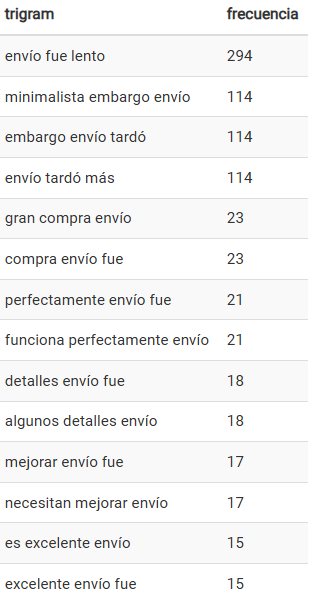 trigram frecuencia
envío fue lento 294
minimalista embargo envío 114
embargo envío tardó 114
envío tardó más 114
gran compra envío 23
compra envío fue 23
perfectamente envío fue 21
funciona perfectamente envío 21
detalles envío fue 18
algunos detalles envío 18
mejorar envío fue 17
necesitan mejorar envío 17
es excelente envío 15
excelente envío fue 15